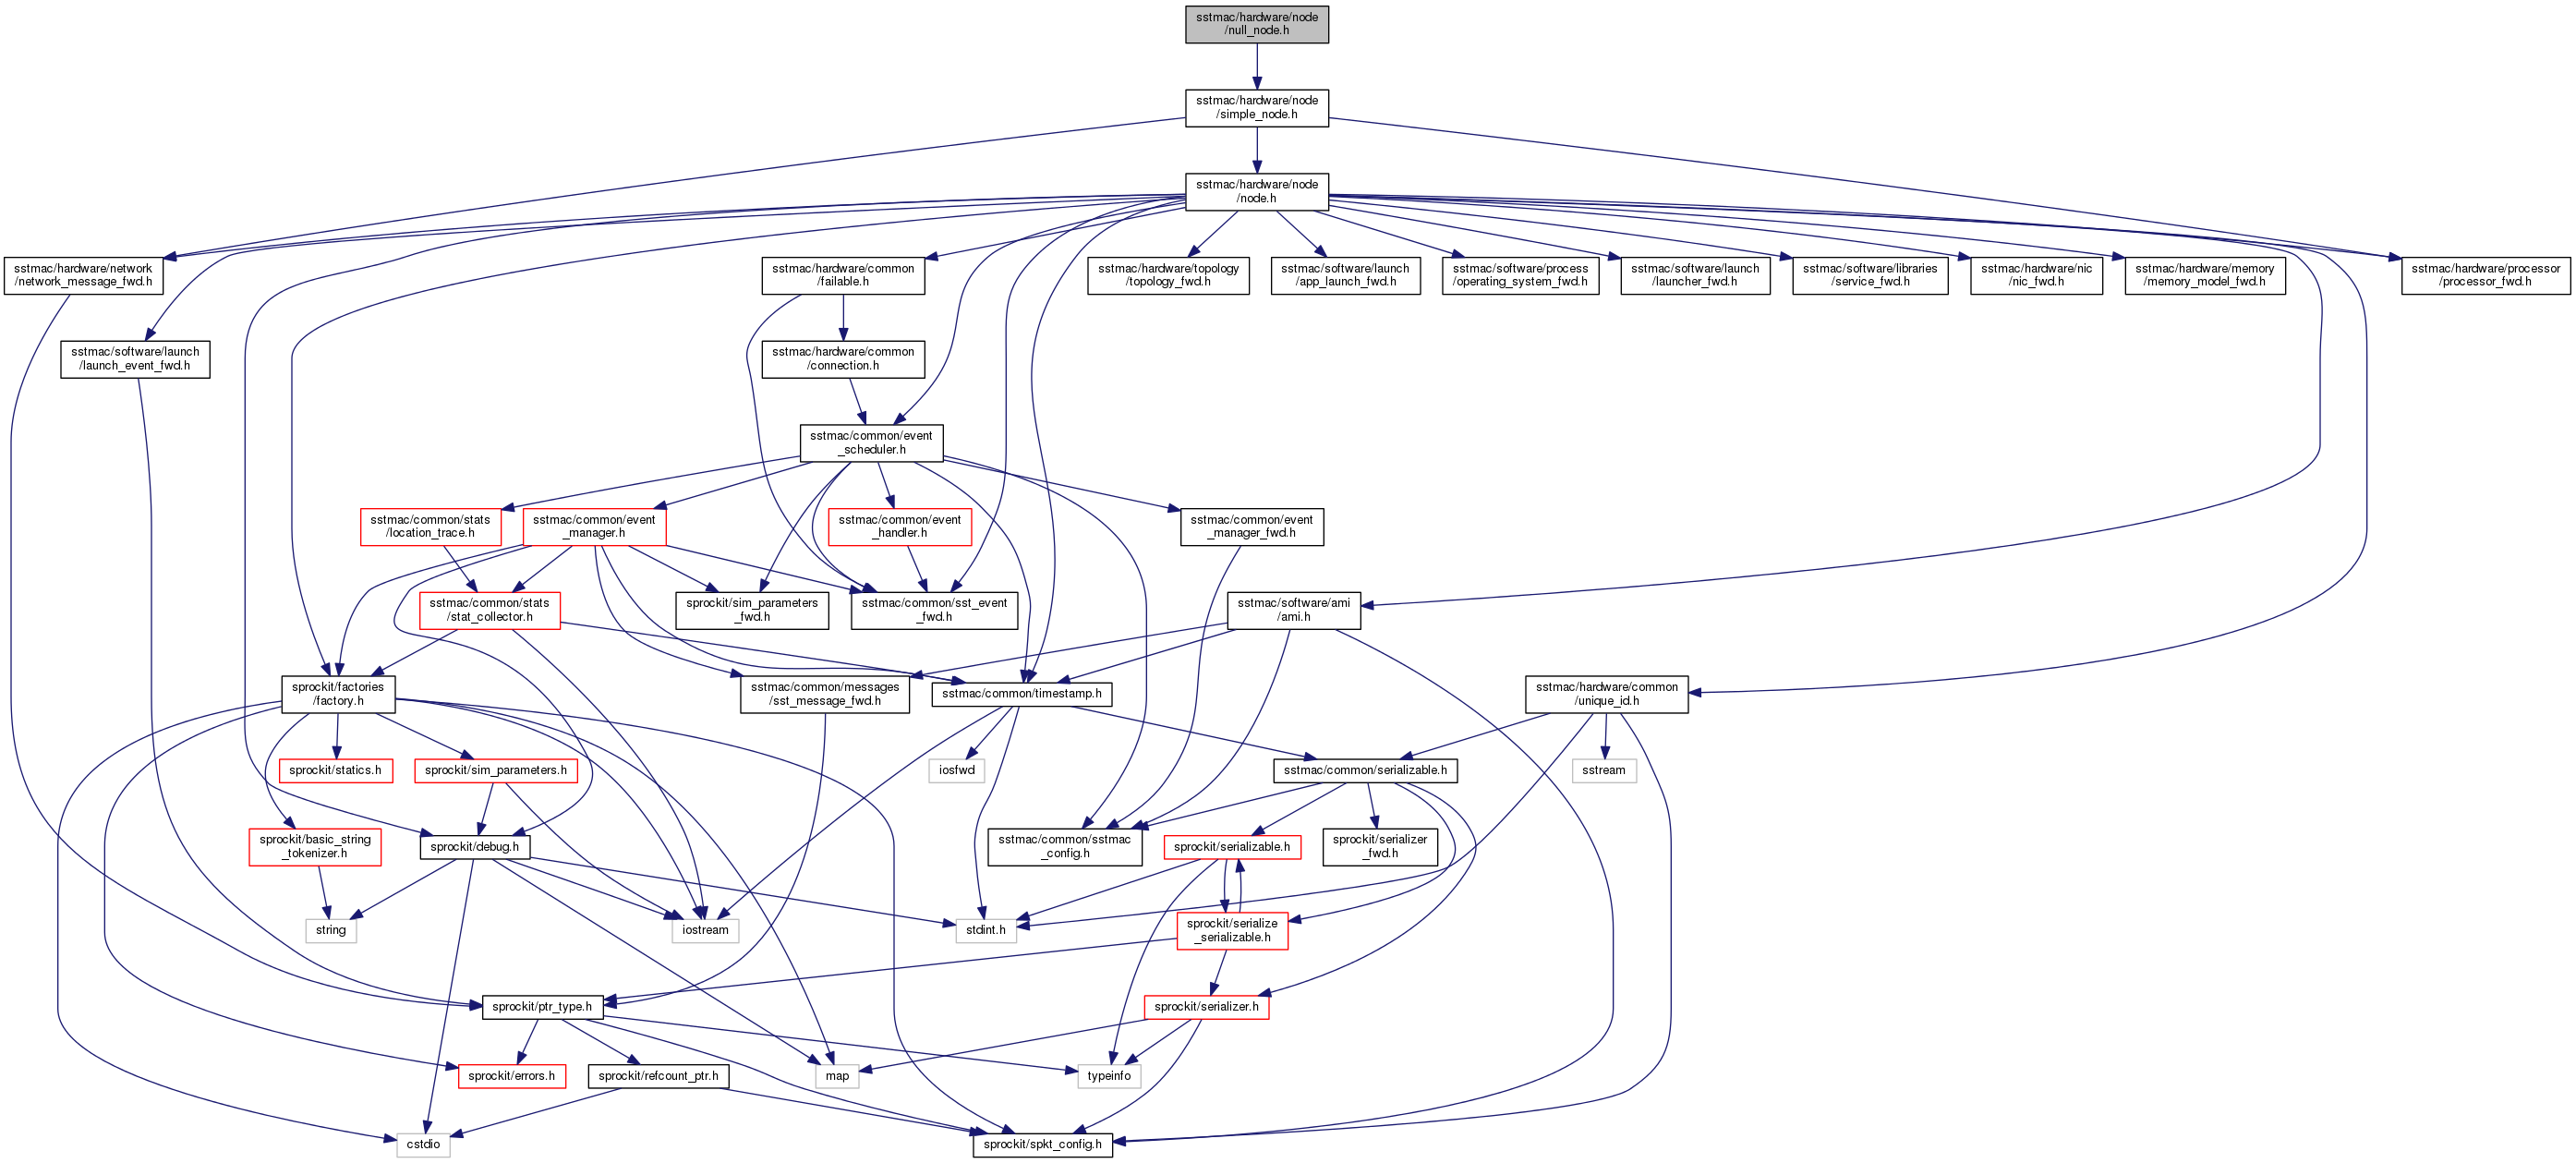 sstmac/hardware/node
/null_node.h
sstmac/hardware/node
/simple_node.h
sstmac/hardware/node
/node.h
sstmac/hardware/network
/network_message_fwd.h
sstmac/hardware/common
/failable.h
sstmac/hardware/topology
/topology_fwd.h
sstmac/software/launch
/app_launch_fwd.h
sstmac/software/process
/operating_system_fwd.h
sstmac/software/launch
/launcher_fwd.h
sstmac/software/libraries
/service_fwd.h
sstmac/hardware/nic
/nic_fwd.h
sstmac/hardware/memory
/memory_model_fwd.h
sstmac/hardware/processor
/processor_fwd.h
sstmac/software/launch
/launch_event_fwd.h
sstmac/hardware/common
/connection.h
sstmac/common/event
_scheduler.h
sstmac/common/stats
/location_trace.h
sstmac/common/event
_manager.h
sstmac/common/event
_handler.h
sstmac/common/event
_manager_fwd.h
sstmac/common/stats
/stat_collector.h
sprockit/sim_parameters
_fwd.h
sstmac/common/sst_event
_fwd.h
sstmac/software/ami
/ami.h
sprockit/factories
/factory.h
sstmac/common/messages
/sst_message_fwd.h
sstmac/common/timestamp.h
sstmac/hardware/common
/unique_id.h
sprockit/statics.h
sprockit/sim_parameters.h
iosfwd
sstmac/common/serializable.h
sstream
sprockit/basic_string
_tokenizer.h
sprockit/debug.h
sstmac/common/sstmac
_config.h
sprockit/serializable.h
sprockit/serializer
_fwd.h
string
iostream
stdint.h
sprockit/serialize
_serializable.h
sprockit/ptr_type.h
sprockit/serializer.h
sprockit/errors.h
sprockit/refcount_ptr.h
map
typeinfo
cstdio
sprockit/spkt_config.h